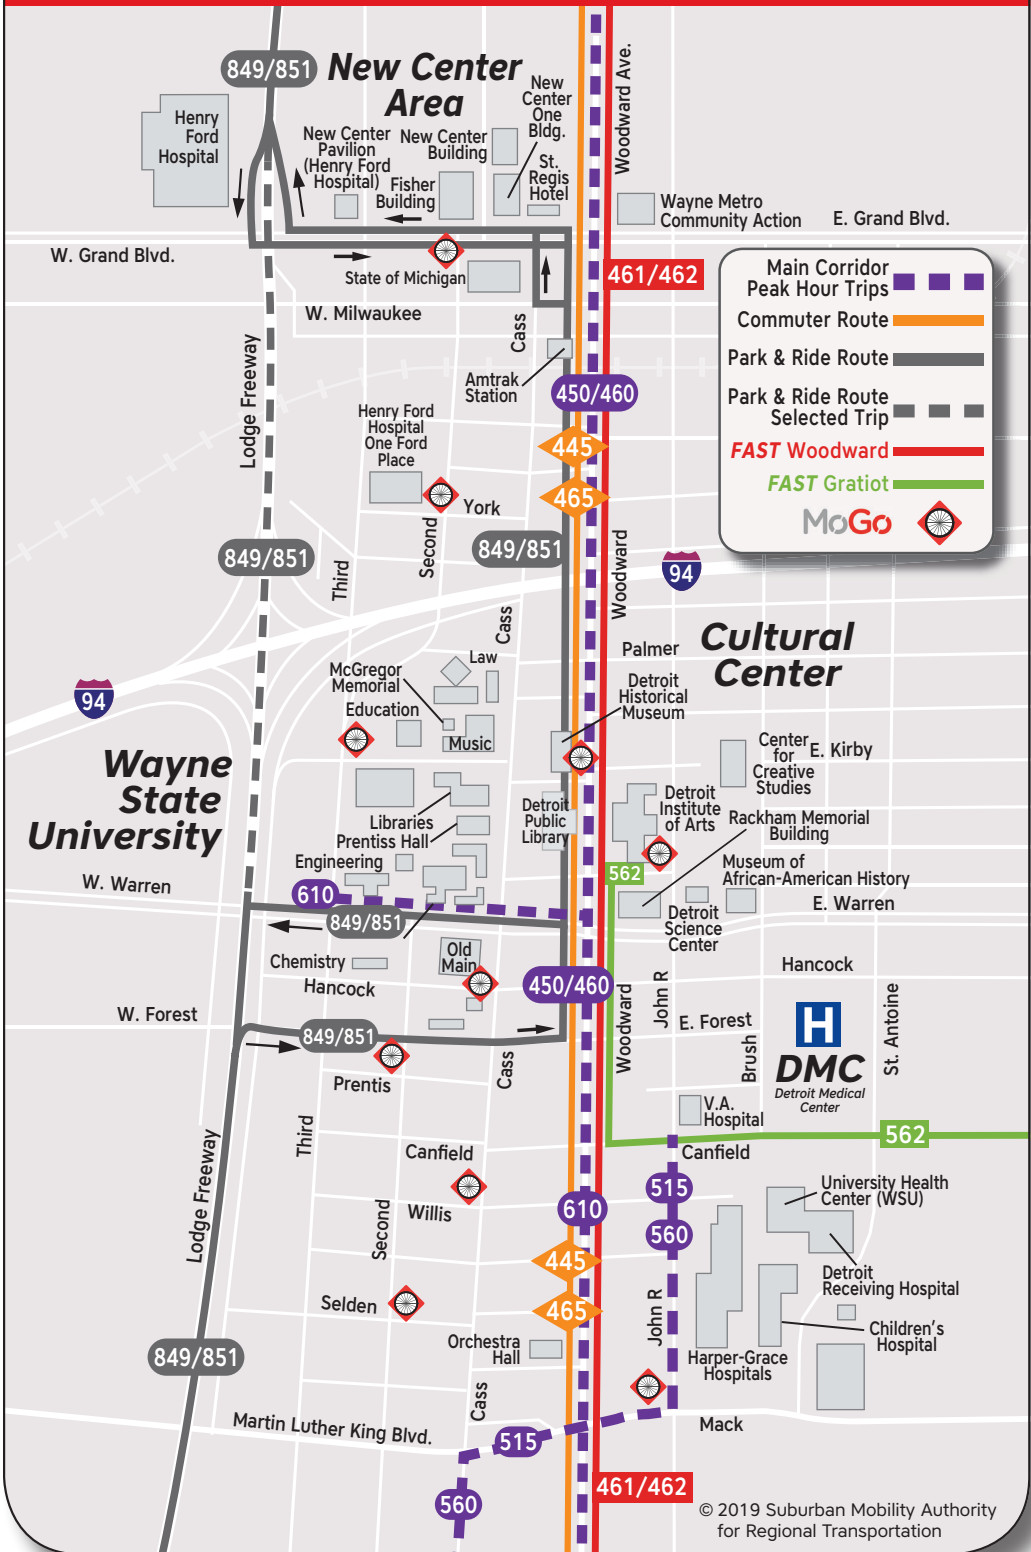 849/851
New Center
Area
Henry
Ford
Hospital
New Center
Pavilion
(Henry Ford
Hospital)
New Center
Building
Fisher
Building
New
Center
One
Bldg.
St.
Regis
Hotel
Woodward Ave.
Wayne Metro
Community Action
E. Grand Blvd.
W. Grand Blvd.
State of Michigan
461/462
W. Milwaukee
Cass
Lodge Freeway
Amtrak
Station
450/460
Main Corridor
Peak Hour Trips
Commuter Route
Park & Ride Route
Park & Ride Route
Selected Trip
FAST Woodward
FAST Gratiot
MoGo
Henry Ford
Hospital
One Ford
Place
445
465
York
Second
Third
849/851
849/851
Woodward
94
Cass
Cultural
Center
Palmer
Law
McGregor
Memorial
Education
Music
Detroit
Historical
Museum
94
Wayne
State
University
Center
for
Creative
Studies
E. Kirby
Libraries
Prentiss Hall
Engineering
Detroit
Public
Library
Detroit
Institute
of Arts
Rackham Memorial
Building
562
Museum of
African-American History
W. Warren
610
849/851
E. Warren
Detroit
Science
Center
Chemistry
Old
Main
Hancock
Hancock
450/460
Woodward
John R
W. Forest
849/851
E. Forest
Brush
H
DMC
Detroit Medical
Center
St. Antoine
Prentis
Cass
V.A.
Hospital
Third
Lodge Freeway
Canfield
Canfield
562
Willis
Second
515
610
560
University Health
Center (WSU)
445
Detroit
Receiving Hospital
Selden
465
John R
Children's
Hospital
Orchestra
Hall
Harper-Grace
Hospitals
849/851
Cass
Martin Luther King Blvd.
Mack
515
560
461/462
© 2019 Suburban Mobility Authority
for Regional Transportation